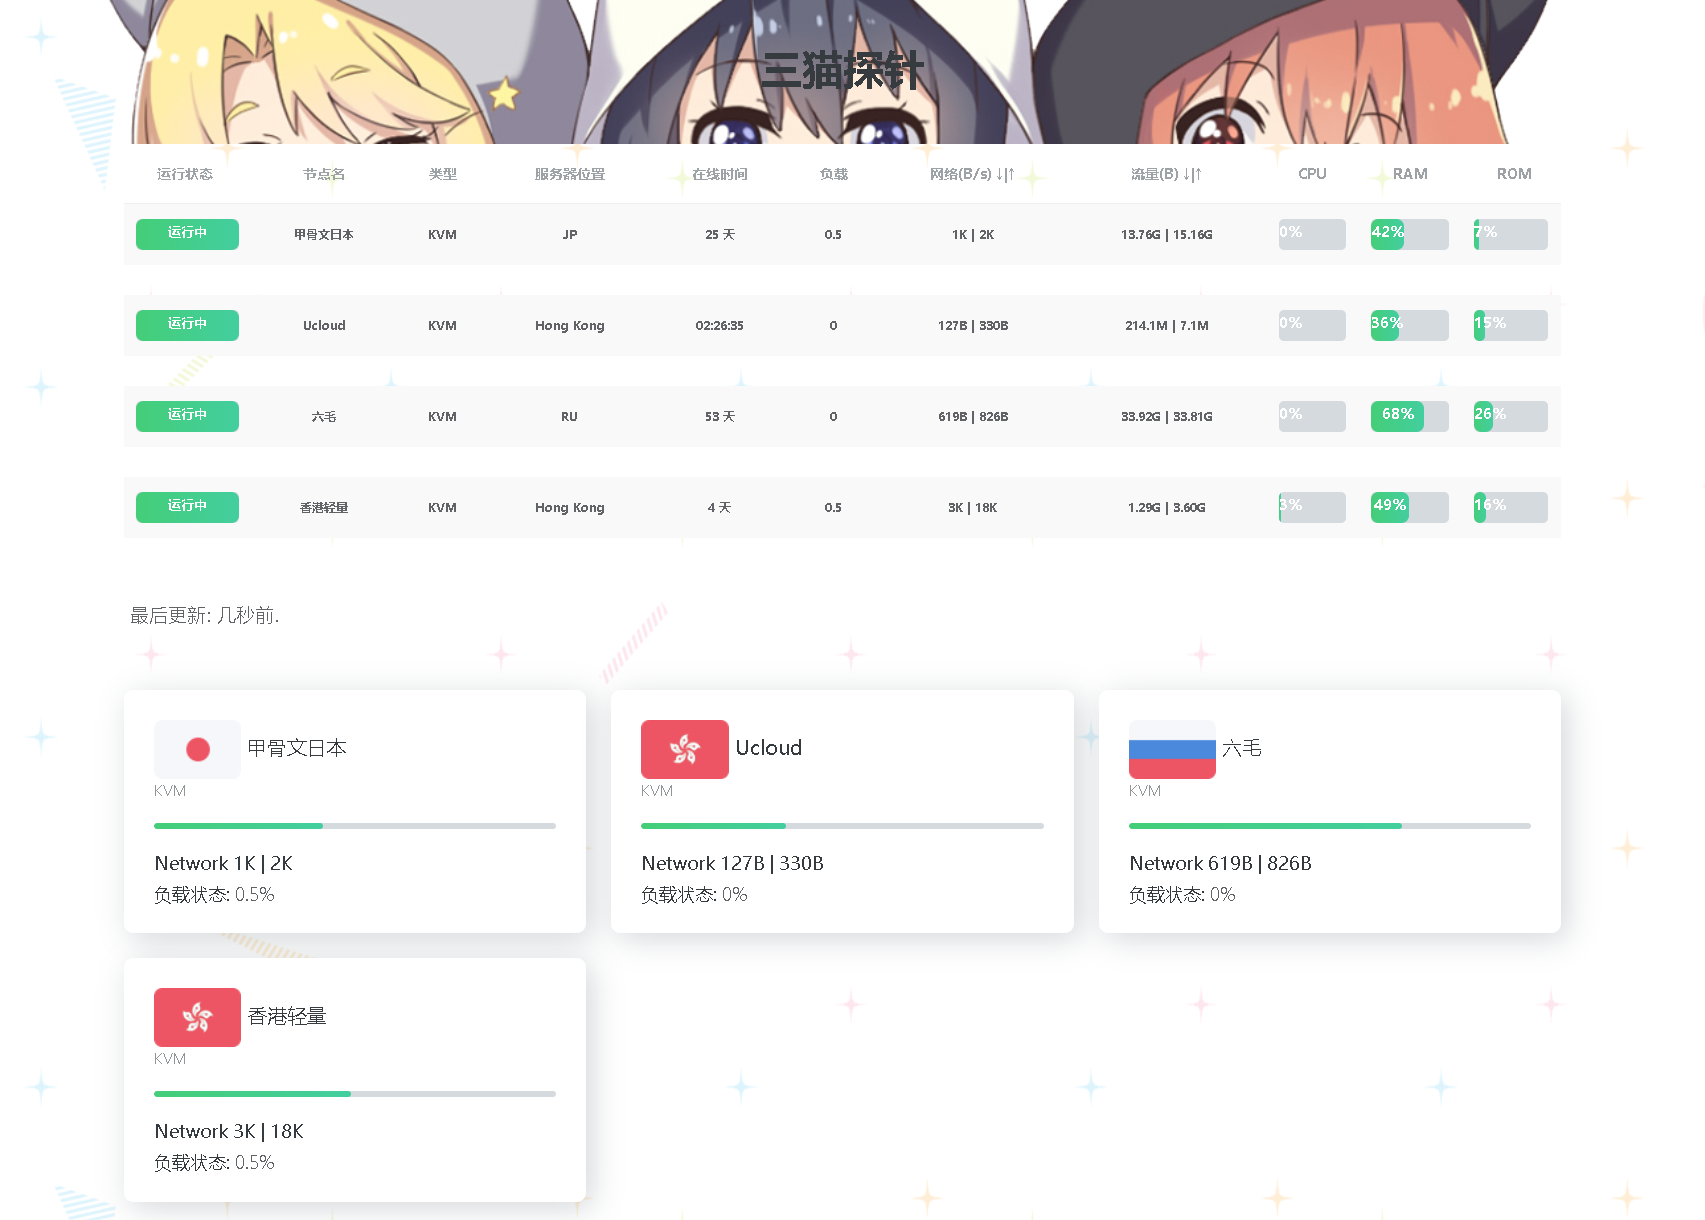 三猫探针
运行状态 节点名 类型 服务器位置 在线时间 负载 网络(B/s) ↓|↑ 流量(B) ↓|↑ CPU RAM ROM
运行中 甲骨文日本 KVM JP 25 天 0.5 1K | 2K 13.76G | 15.16G 0% 42% 7%
运行中 Ucloud KVM Hong Kong 02:26:35 0 127B | 330B 214.1M | 7.1M 0% 36% 15%
运行中 六毛 KVM RU 53 天 0 619B | 826B 33.92G | 33.81G 0% 68% 26%
运行中 香港轻量 KVM Hong Kong 4 天 0.5 3K | 18K 1.29G | 3.60G 3% 49% 16%
最后更新: 几秒前.
甲骨文日本
KVM
Network 1K | 2K
负载状态: 0.5%
Ucloud
KVM
Network 127B | 330B
负载状态: 0%
六毛
KVM
Network 619B | 826B
负载状态: 0%
香港轻量
KVM
Network 3K | 18K
负载状态: 0.5%